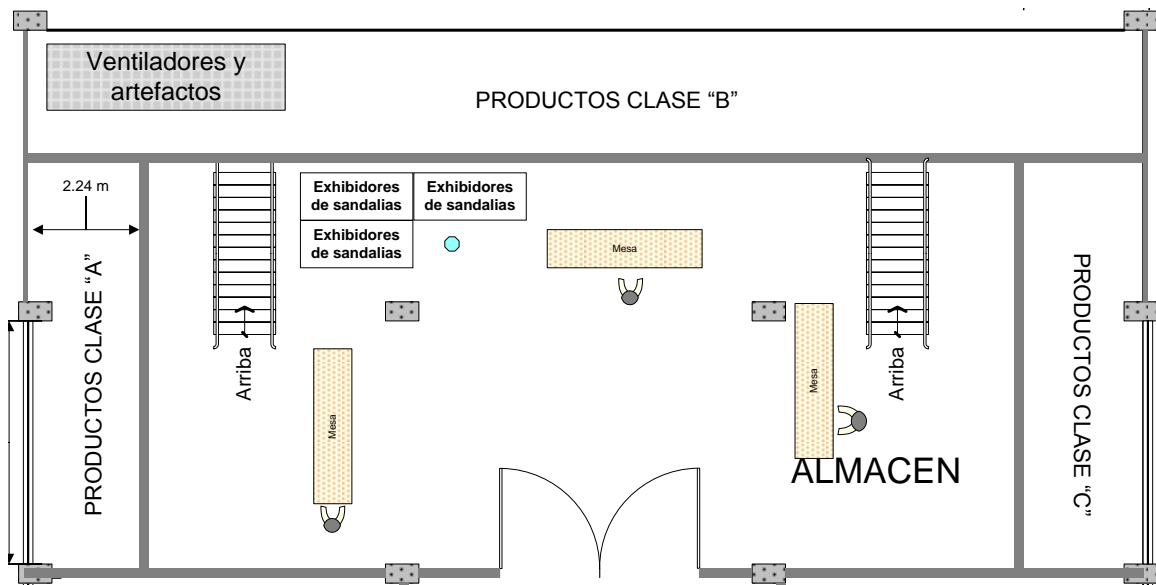 Ventiladores y
artefactos
PRODUCTOS CLASE “B”
2.24 m
Exhibidores
de sandalias
Exhibidores
de sandalias
Exhibidores
de sandalias
Mesa
PRODUCTOS CLASE “A”
PRODUCTOS CLASE “C”
Arriba
Arriba
Mesa
Mesa
ALMACEN